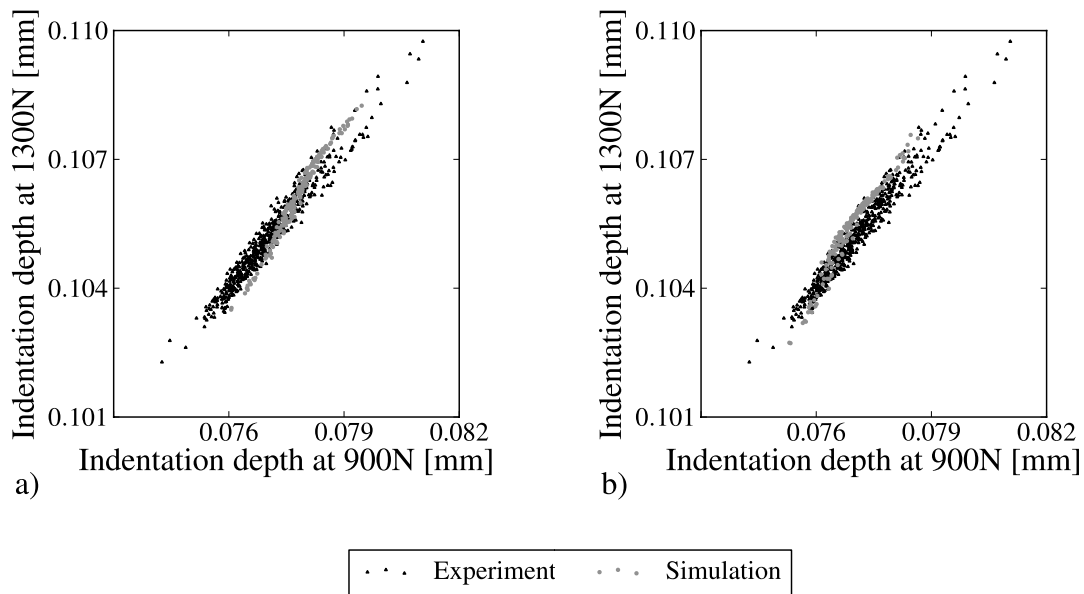 0.110
0.107
0.104
0.101
0.076 0.079 0.082
Indentation depth at 1300N [mm]
Indentation depth at 900N [mm]
a)
0.110
0.107
0.104
0.101
0.076 0.079 0.082
Indentation depth at 1300N [mm]
Indentation depth at 900N [mm]
b)
Experiment Simulation